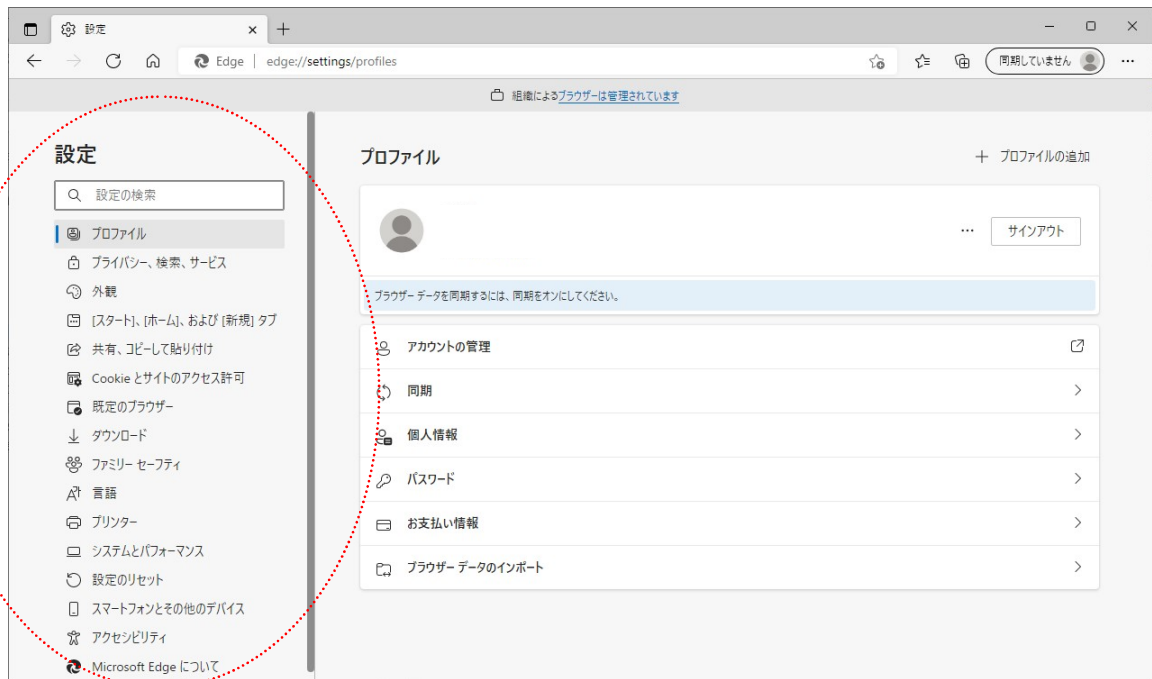 設定
Edge | edge://settings/profiles
同期していません
組織によるブラウザーは管理されています
設定
設定の検索
プロファイル
プライバシー、検索、サービス
外観
[スタート]、[ホーム]、および [新規] タブ
共有、コピーして貼り付け
Cookie とサイトのアクセス許可
既定のブラウザー
ダウンロード
ファミリー セーフティ
言語
プリンター
システムとパフォーマンス
設定のリセット
スマートフォンとその他のデバイス
アクセシビリティ
Microsoft Edge について
プロファイル
プロファイルの追加
サインアウト
ブラウザー データを同期するには、同期をオンにしてください。
アカウントの管理
同期
個人情報
パスワード
お支払い情報
ブラウザー データのインポート